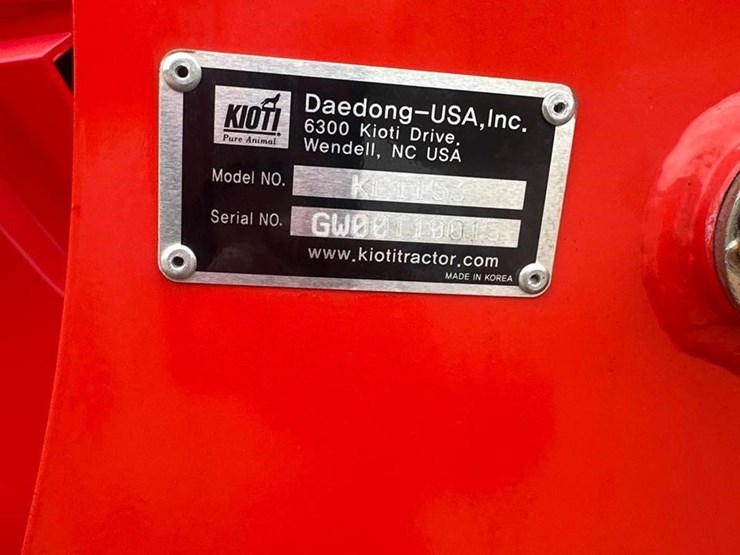 KIOTI
Pure Animal
Daedong-USA, Inc.
6300 Kioti Drive.
Wendell, NC USA
Model NO.
Serial NO.
www.kiotitractor.com
MADE IN KOREA